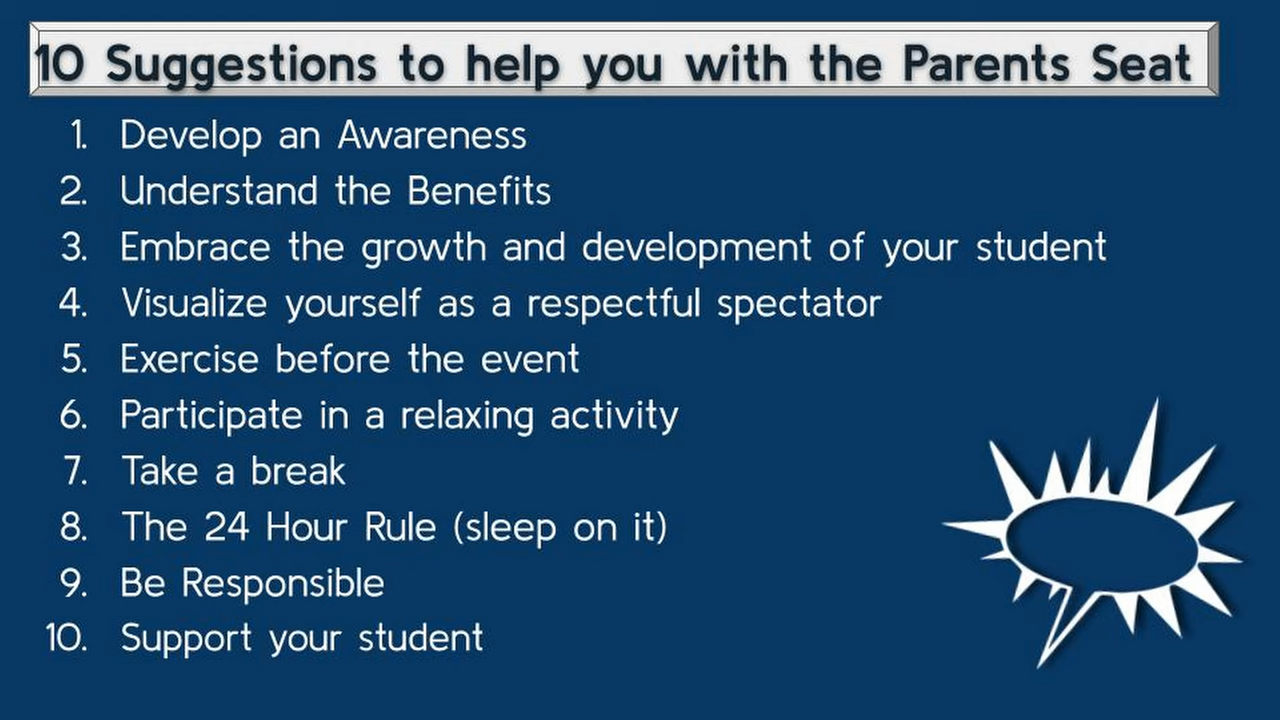 10 Suggestions to help you with the Parents Seat
1. Develop an Awareness
2. Understand the Benefits
3. Embrace the growth and development of your student
4. Visualize yourself as a respectful spectator
5. Exercise before the event
6. Participate in a relaxing activity
7. Take a break
8. The 24 Hour Rule (sleep on it)
9. Be Responsible
10. Support your student